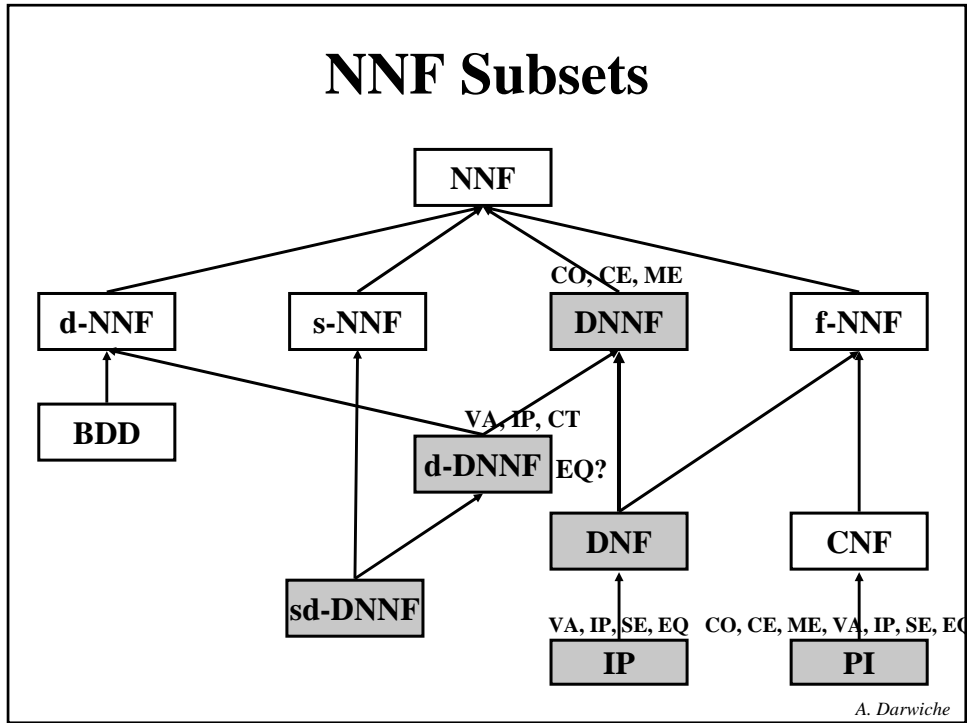 NNF Subsets
NNF
CO, CE, ME
d-NNF
s-NNF
DNNF
f-NNF
BDD
VA, IP, CT
d-DNNF
EQ?
DNF
CNF
sd-DNNF
VA, IP, SE, EQ
CO, CE, ME, VA, IP, SE, EQ
IP
PI
A. Darwiche